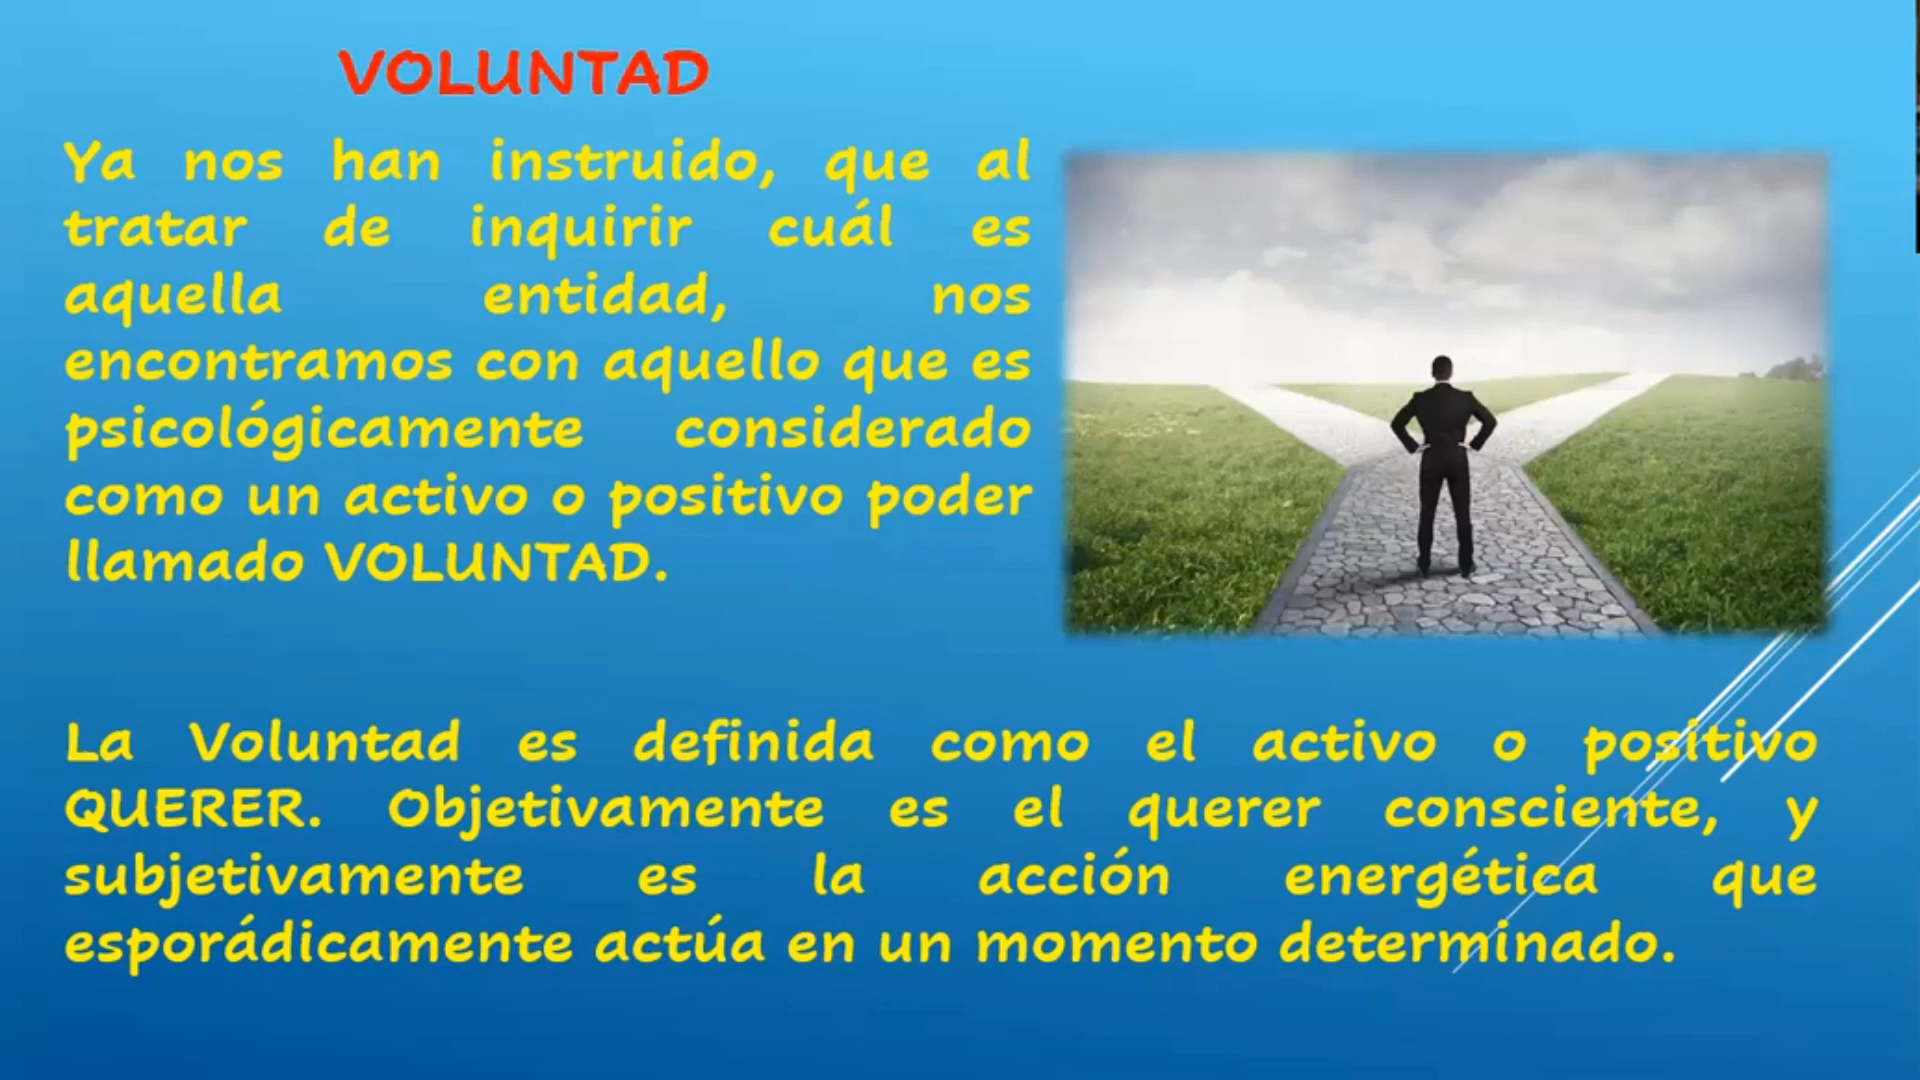 VOLUNTAD
Ya nos han instruido, que al
tratar de inquirir cuál es
aquella entidad, nos
encontramos con aquello que es
psicológicamente considerado
como un activo o positivo poder
llamado VOLUNTAD.
La Voluntad es definida como el activo o positivo
QUERER. Objetivamente es el querer consciente, y
subjetivamente es la acción energética que
esporádicamente actúa en un momento determinado.